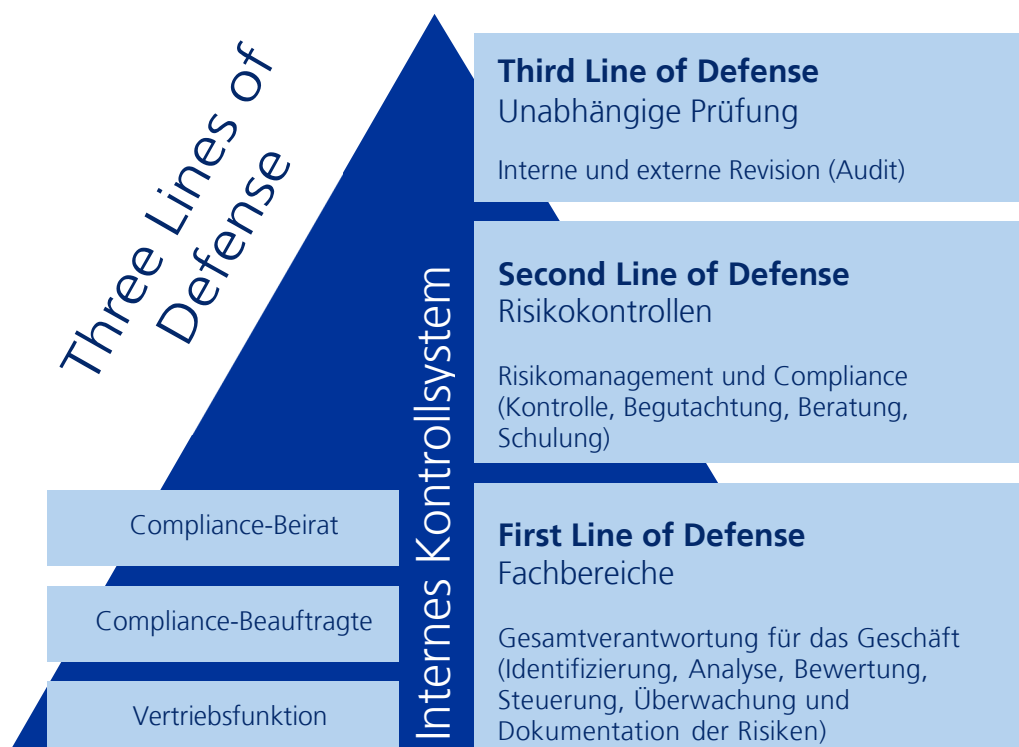 Three Lines of
Defense
Internes Kontrollsystem
Third Line of Defense
Unabhängige Prüfung
Interne und externe Revision (Audit)
Second Line of Defense
Risikokontrollen
Risikomanagement und Compliance
(Kontrolle, Begutachtung, Beratung,
Schulung)
First Line of Defense
Fachbereiche
Gesamtverantwortung für das Geschäft
(Identifizierung, Analyse, Bewertung,
Steuerung, Überwachung und
Dokumentation der Risiken)
Compliance-Beirat
Compliance-Beauftragte
Vertriebsfunktion